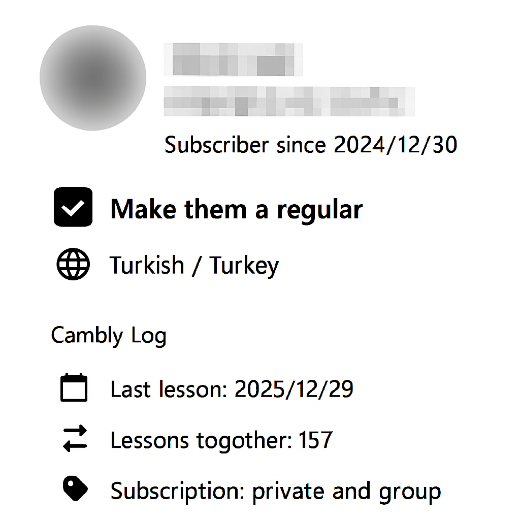 Subscriber since 2024/12/30
Make them a regular
Turkish / Turkey
Cambly Log
Last lesson: 2025/12/29
Lessons togother: 157
Subscription: private and group